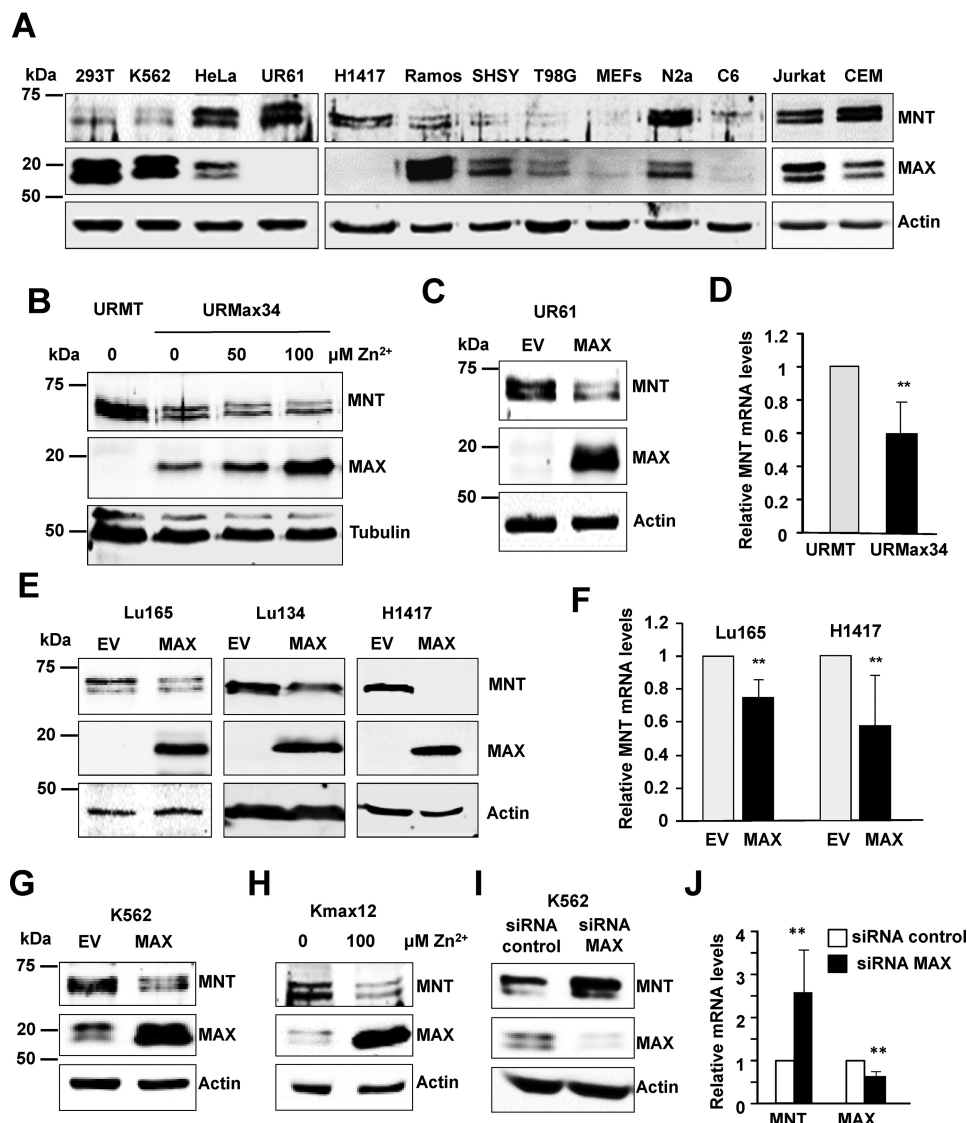 A
kDa 293T K562 HeLa UR61 H1417 Ramos SHSY T98G MEFs N2a C6 Jurkat CEM
75
MNT
20
MAX
50
Actin
B
URMT URMax34
kDa 0 0 50 100 µM Zn²⁺
75
MNT
20
MAX
50
Tubulin
C
UR61
kDa EV MAX
75
MNT
20
MAX
50
Actin
D
Relative MNT mRNA levels
1.2
1
0.8
0.6
0.4
0.2
0
**
URMT URMax34
E
Lu165 Lu134 H1417
kDa EV MAX EV MAX EV MAX
75
MNT
20
MAX
50
Actin
F
Relative MNT mRNA levels
1.2
1
0.8
0.6
0.4
0.2
0
Lu165 H1417
** **
EV MAX EV MAX
G
K562
kDa EV MAX
75
MNT
20
MAX
50
Actin
H
Kmax12
0 100 µM Zn²⁺
MNT
MAX
Actin
I
K562
siRNA siRNA
control MAX
MNT
MAX
Actin
J
Relative mRNA levels
4
3
2
2
1
1
0
**
**
siRNA control
siRNA MAX
MNT MAX